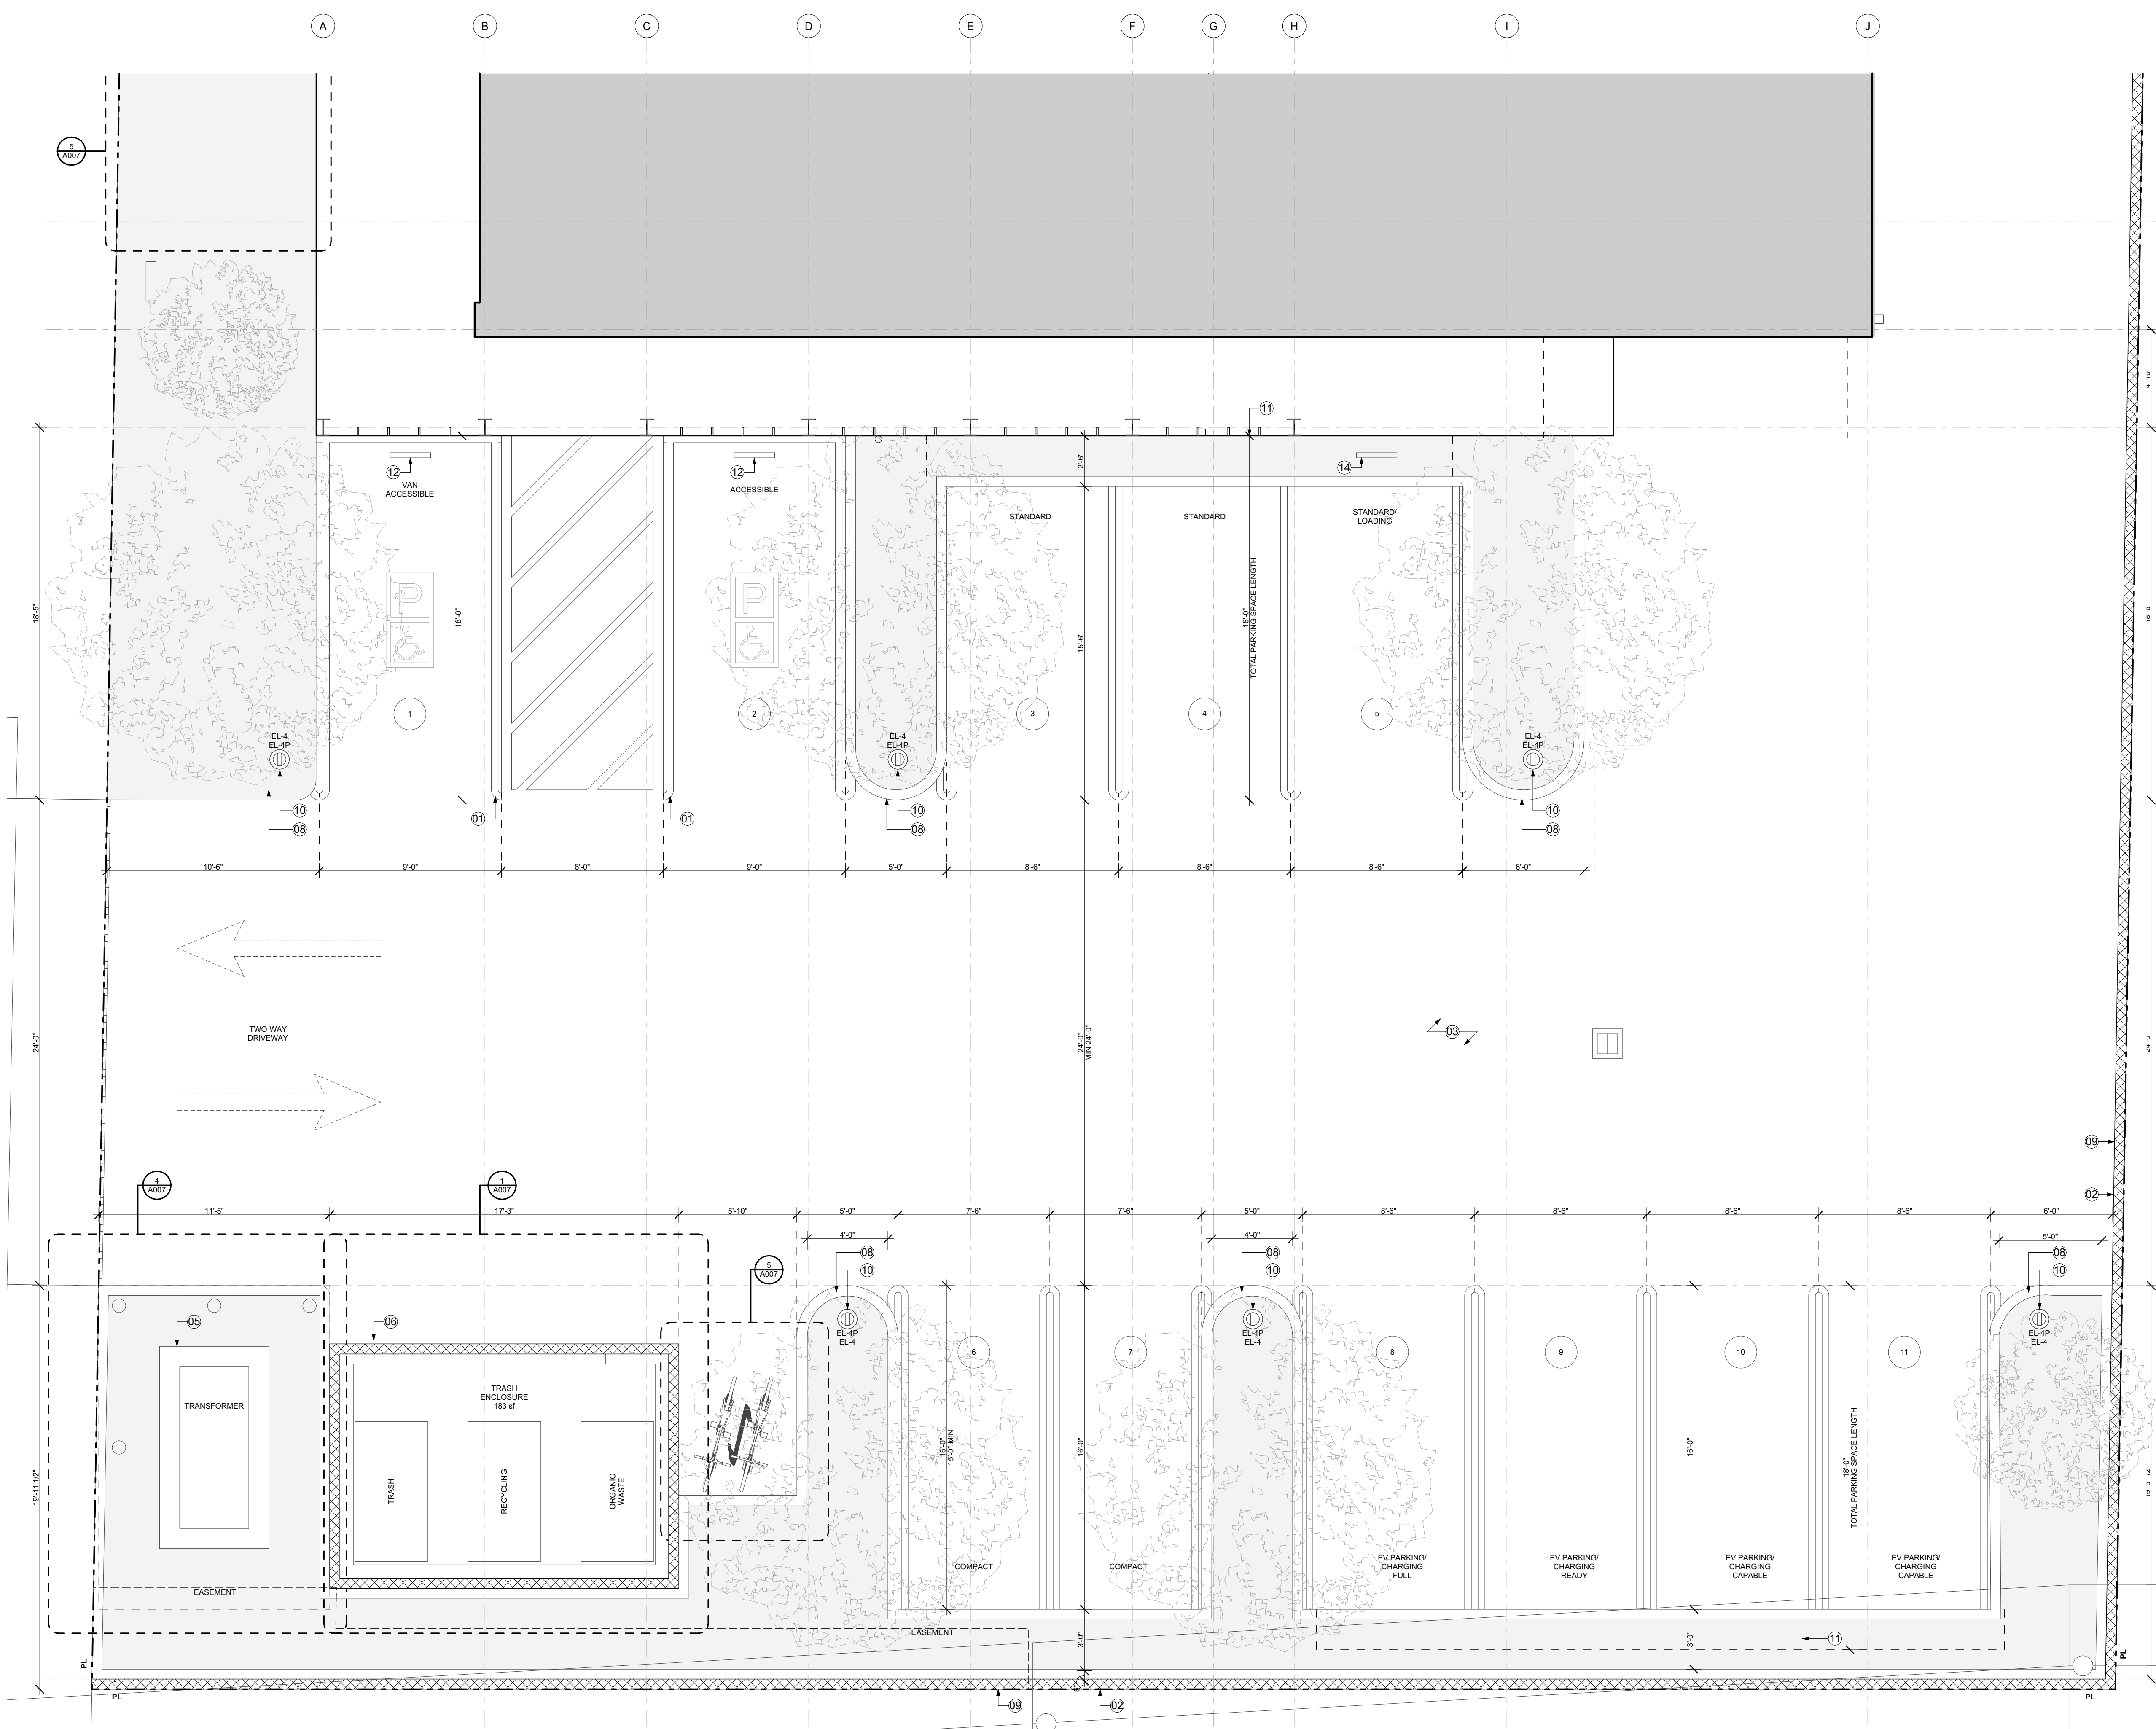 A
B
C
D
E
F
G
H
I
J
5
A007
11
12
12
14
VAN
ACCESSIBLE
ACCESSIBLE
STANDARD
STANDARD
STANDARD/
LOADING
2'-6"
18'-5"
18'-0"
15'-6"
18'-0"
TOTAL PARKING SPACE LENGTH
P
P
1
2
3
4
5
EL-4
EL-4P
EL-4
EL-4P
EL-4
EL-4P
10
01
01
10
10
08
08
08
10'-6"
9'-0"
8'-0"
9'-0"
5'-0"
8'-6"
8'-6"
8'-6"
6'-0"
TWO WAY
DRIVEWAY
24'-0"
24'-0"
MIN 24'-0"
03
09
02
4
A007
1
A007
11'-5"
17'-3"
5'-10"
5'-0"
7'-6"
7'-6"
5'-0"
8'-6"
8'-6"
8'-6"
8'-6"
6'-0"
4'-0"
4'-0"
5'-0"
08
08
08
5
A007
10
10
10
05
06
EL-4P
EL-4
EL-4P
EL-4
EL-4P
EL-4
6
7
8
9
10
11
TRANSFORMER
TRASH
ENCLOSURE
183 sf
TRASH
RECYCLING
ORGANIC
WASTE
19'-11 1/2"
16'-0"
15'-0" MIN
16'-0"
16'-0"
18'-0"
TOTAL PARKING SPACE LENGTH
COMPACT
COMPACT
EV PARKING/
CHARGING
FULL
EV PARKING/
CHARGING
READY
EV PARKING/
CHARGING
CAPABLE
EV PARKING/
CHARGING
CAPABLE
EASEMENT
EASEMENT
3'-0"
3'-0"
11
6"
PL
PL
PL
PL
09
02